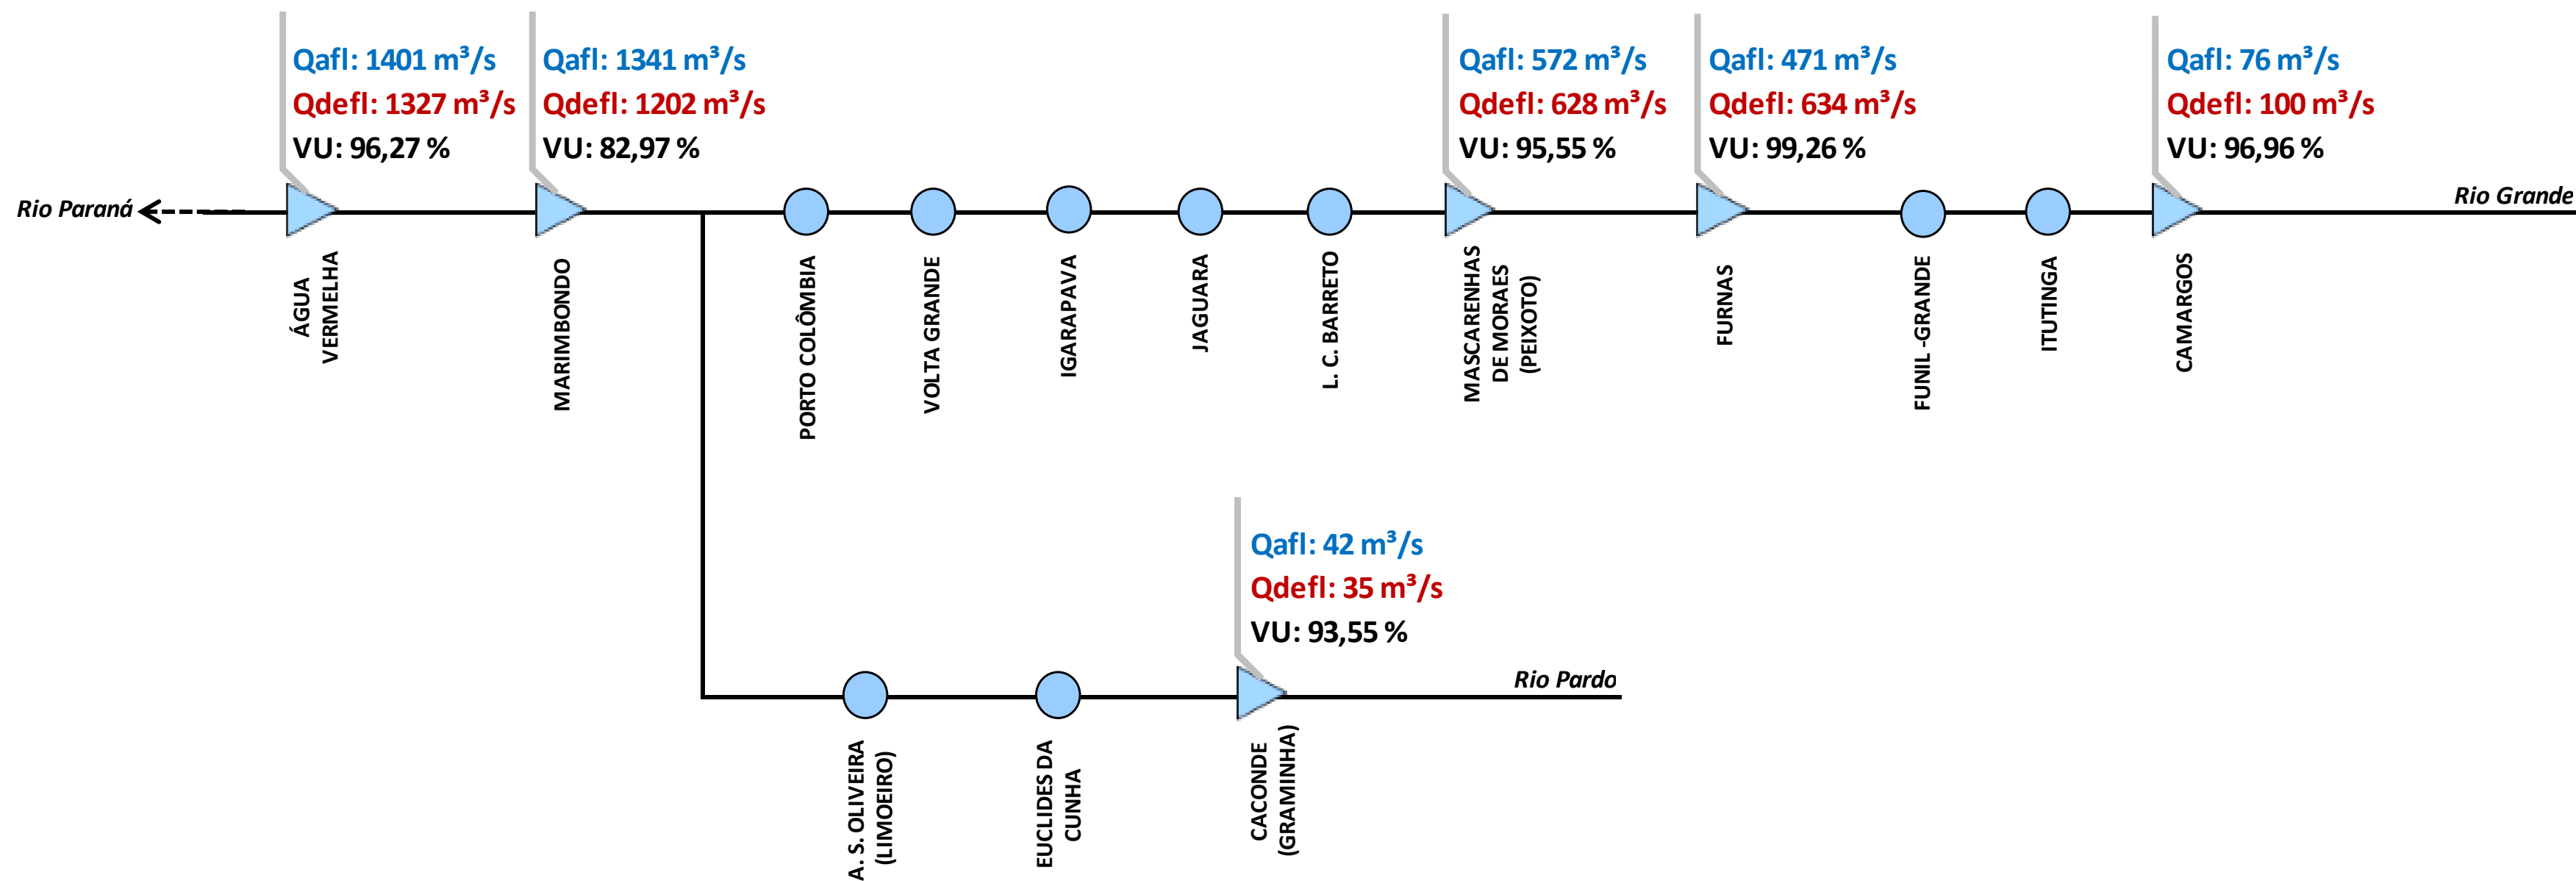 Qafl: 1401 m³/s
Qdefl: 1327 m³/s
VU: 96,27 %
Qafl: 1341 m³/s
Qdefl: 1202 m³/s
VU: 82,97 %
Qafl: 572 m³/s
Qdefl: 628 m³/s
VU: 95,55 %
Qafl: 471 m³/s
Qdefl: 634 m³/s
VU: 99,26 %
Qafl: 76 m³/s
Qdefl: 100 m³/s
VU: 96,96 %
Rio Paraná
Rio Grande
ÁGUA
VERMELHA
MARIMBONDO
PORTO COLÔMBIA
VOLTA GRANDE
IGARAPAVA
JAGUARA
L. C. BARRETO
MASCARENHAS
DE MORAES
(PEIXOTO)
FURNAS
FUNIL -GRANDE
ITUTINGA
CAMARGOS
Qafl: 42 m³/s
Qdefl: 35 m³/s
VU: 93,55 %
Rio Pardo
A. S. OLIVEIRA
(LIMOEIRO)
EUCLIDES DA
CUNHA
CACONDE
(GRAMINHA)